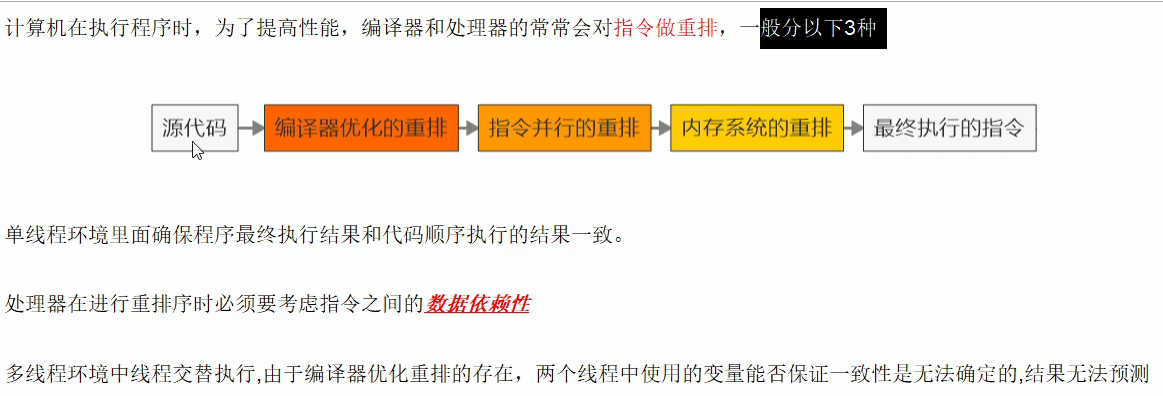 计算机在执行程序时，为了提高性能，编译器和处理器的常常会对指令做重排，一般分以下3种
源代码 编译器优化的重排 指令并行的重排 内存系统的重排 最终执行的指令
单线程环境里面确保程序最终执行结果和代码顺序执行的结果一致。
处理器在进行重排序时必须要考虑指令之间的数据依赖性
多线程环境中线程交替执行,由于编译器优化重排的存在，两个线程中使用的变量能否保证一致性是无法确定的,结果无法预测